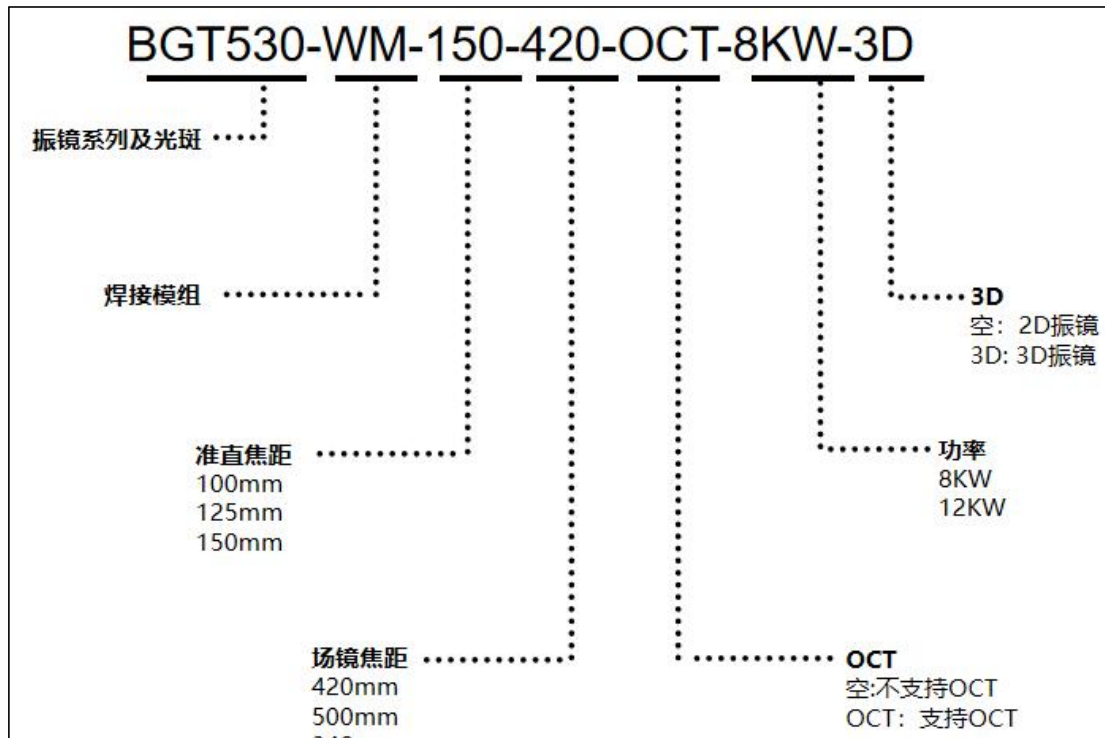 BGT530-WM-150-420-OCT-8KW-3D
振镜系列及光斑
焊接模组
3D
空：2D振镜
3D: 3D振镜
准直焦距
100mm
125mm
150mm
功率
8KW
12KW
场镜焦距
420mm
500mm
OCT
空:不支持OCT
OCT：支持OCT